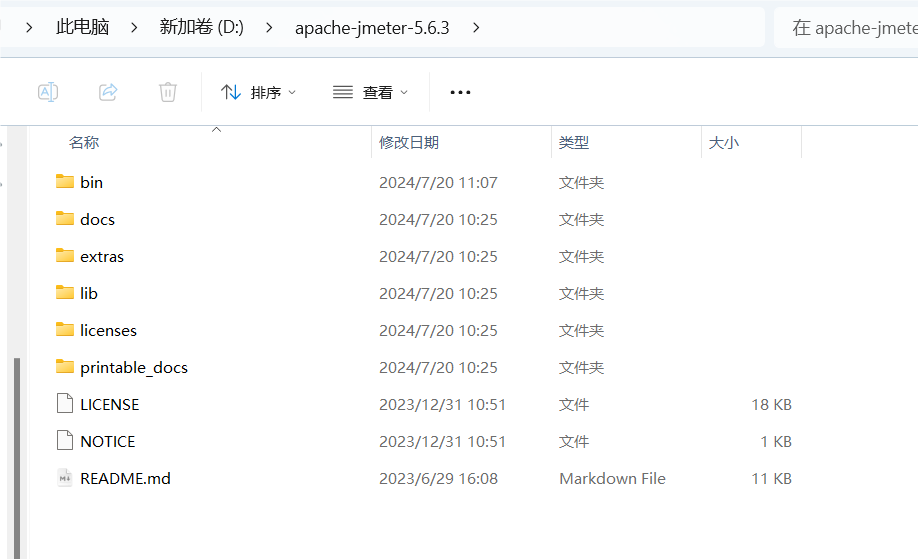 此电脑 新加卷 (D:) apache-jmeter-5.6.3 在 apache-jmete
排序 查看
名称 修改日期 类型 大小
bin 2024/7/20 11:07 文件夹
docs 2024/7/20 10:25 文件夹
extras 2024/7/20 10:25 文件夹
lib 2024/7/20 10:25 文件夹
licenses 2024/7/20 10:25 文件夹
printable_docs 2024/7/20 10:25 文件夹
LICENSE 2023/12/31 10:51 文件 18 KB
NOTICE 2023/12/31 10:51 文件 1 KB
README.md 2023/6/29 16:08 Markdown File 11 KB